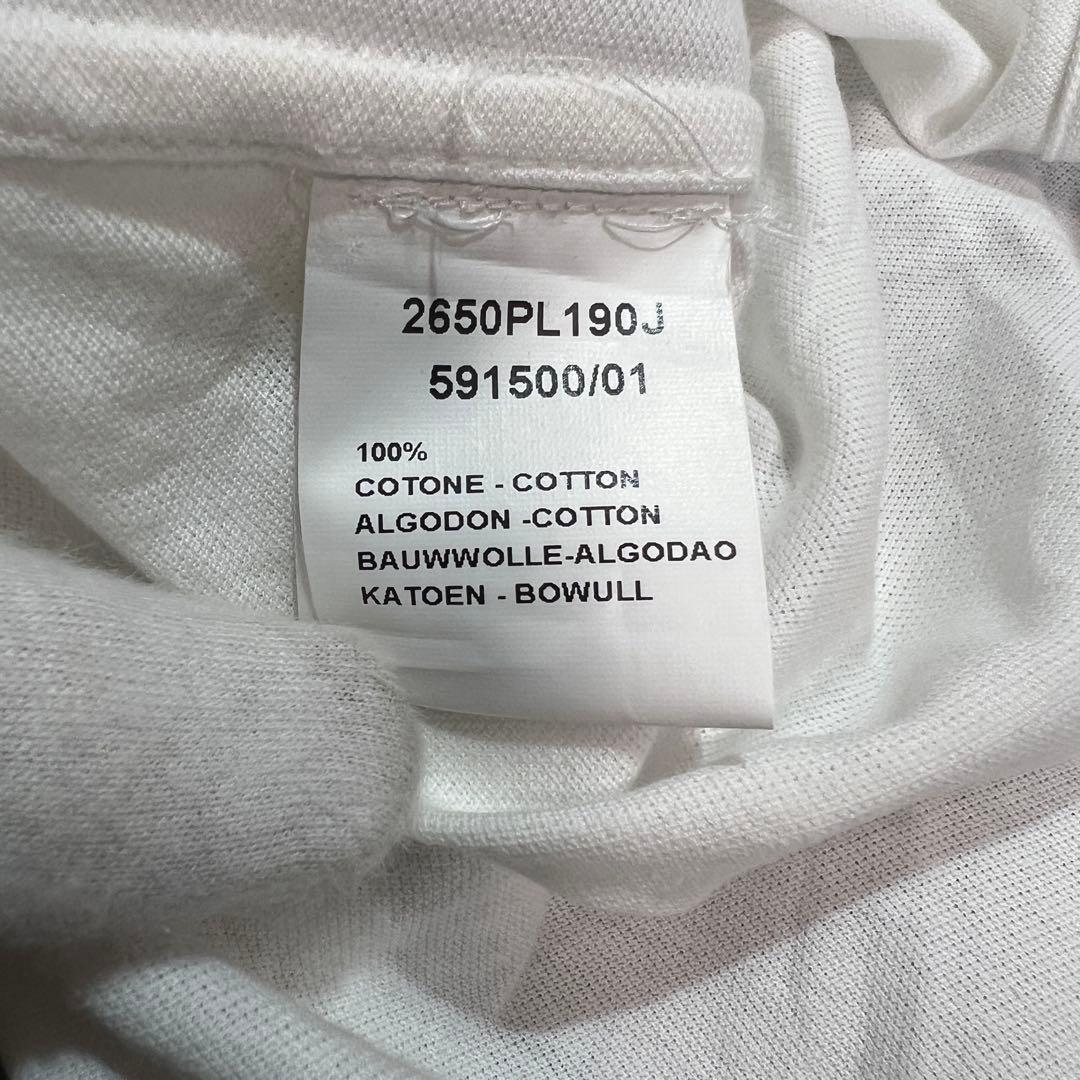 2650PL190J
591500/01
100%
COTONE - COTTON
ALGODON -COTTON
BAUWWOLLE-ALGODAO
KATOEN - BOWULL